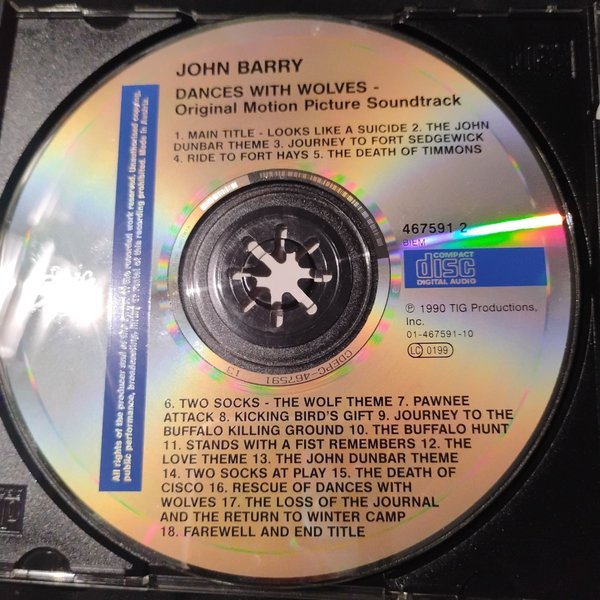 JOHN BARRY
DANCES WITH WOLVES -
Original Motion Picture Soundtrack
1. MAIN TITLE - LOOKS LIKE A SUICIDE 2. THE JOHN
DUNBAR THEME 3. JOURNEY TO FORT SEDGEWICK
4. RIDE TO FORT HAYS 5. THE DEATH OF TIMMONS
467591 2
BIEM
COMPACT
disc
DIGITAL AUDIO
℗ 1990 TIG Productions,
Inc.
01-467591-10
LC 0199
CDEPC-467591 13
6. TWO SOCKS - THE WOLF THEME 7. PAWNEE
ATTACK 8. KICKING BIRD'S GIFT 9. JOURNEY TO THE
BUFFALO KILLING GROUND 10. THE BUFFALO HUNT
11. STANDS WITH A FIST REMEMBERS 12. THE
LOVE THEME 13. THE JOHN DUNBAR THEME
14. TWO SOCKS AT PLAY 15. THE DEATH OF
CISCO 16. RESCUE OF DANCES WITH
WOLVES 17. THE LOSS OF THE JOURNAL
AND THE RETURN TO WINTER CAMP
18. FAREWELL AND END TITLE
All rights of the producer and of the owner of the recorded work reserved. Unauthorised copying,
public performance, broadcasting, hiring or rental of this recording prohibited. Made in Austria.